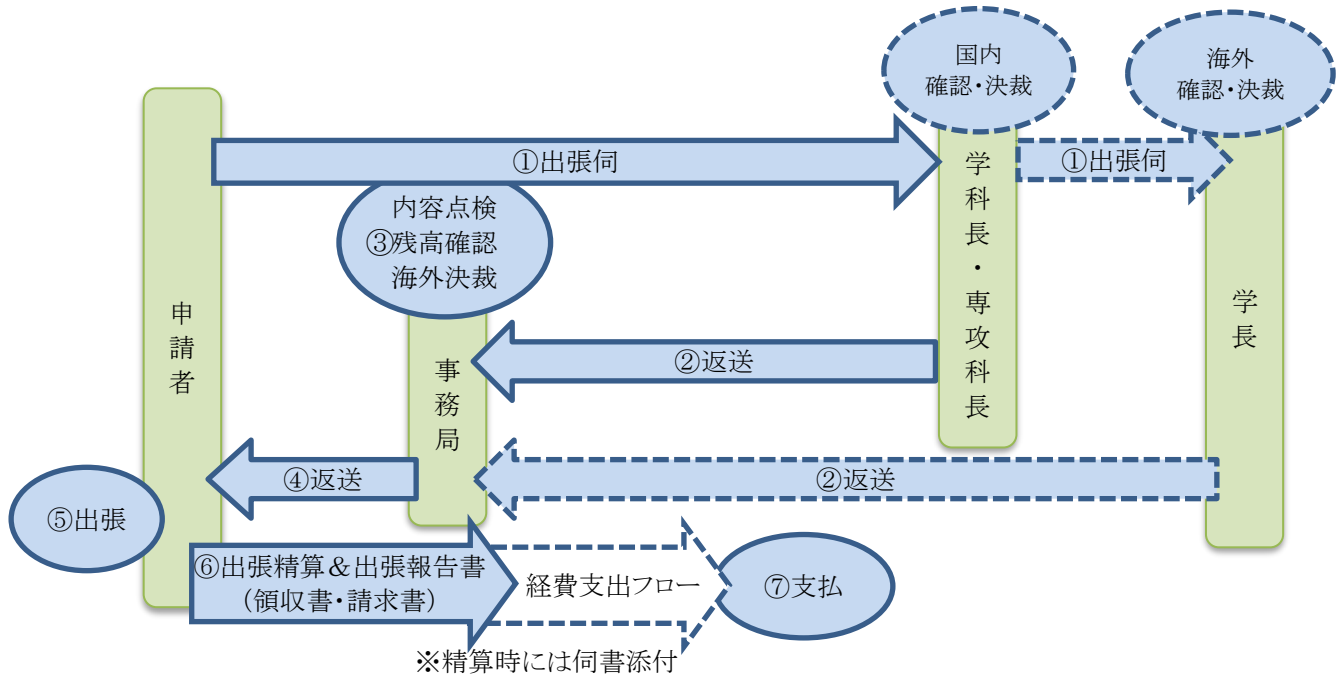 国内
確認・決裁
海外
確認・決裁
①出張伺
①出張伺
内容点検
③残高確認
海外決裁
申請者
事務局
学科長・専攻科長
学長
②返送
②返送
④返送
⑤出張
⑥出張精算＆出張報告書
（領収書・請求書）
経費支出フロー
⑦支払
※精算時には伺書添付